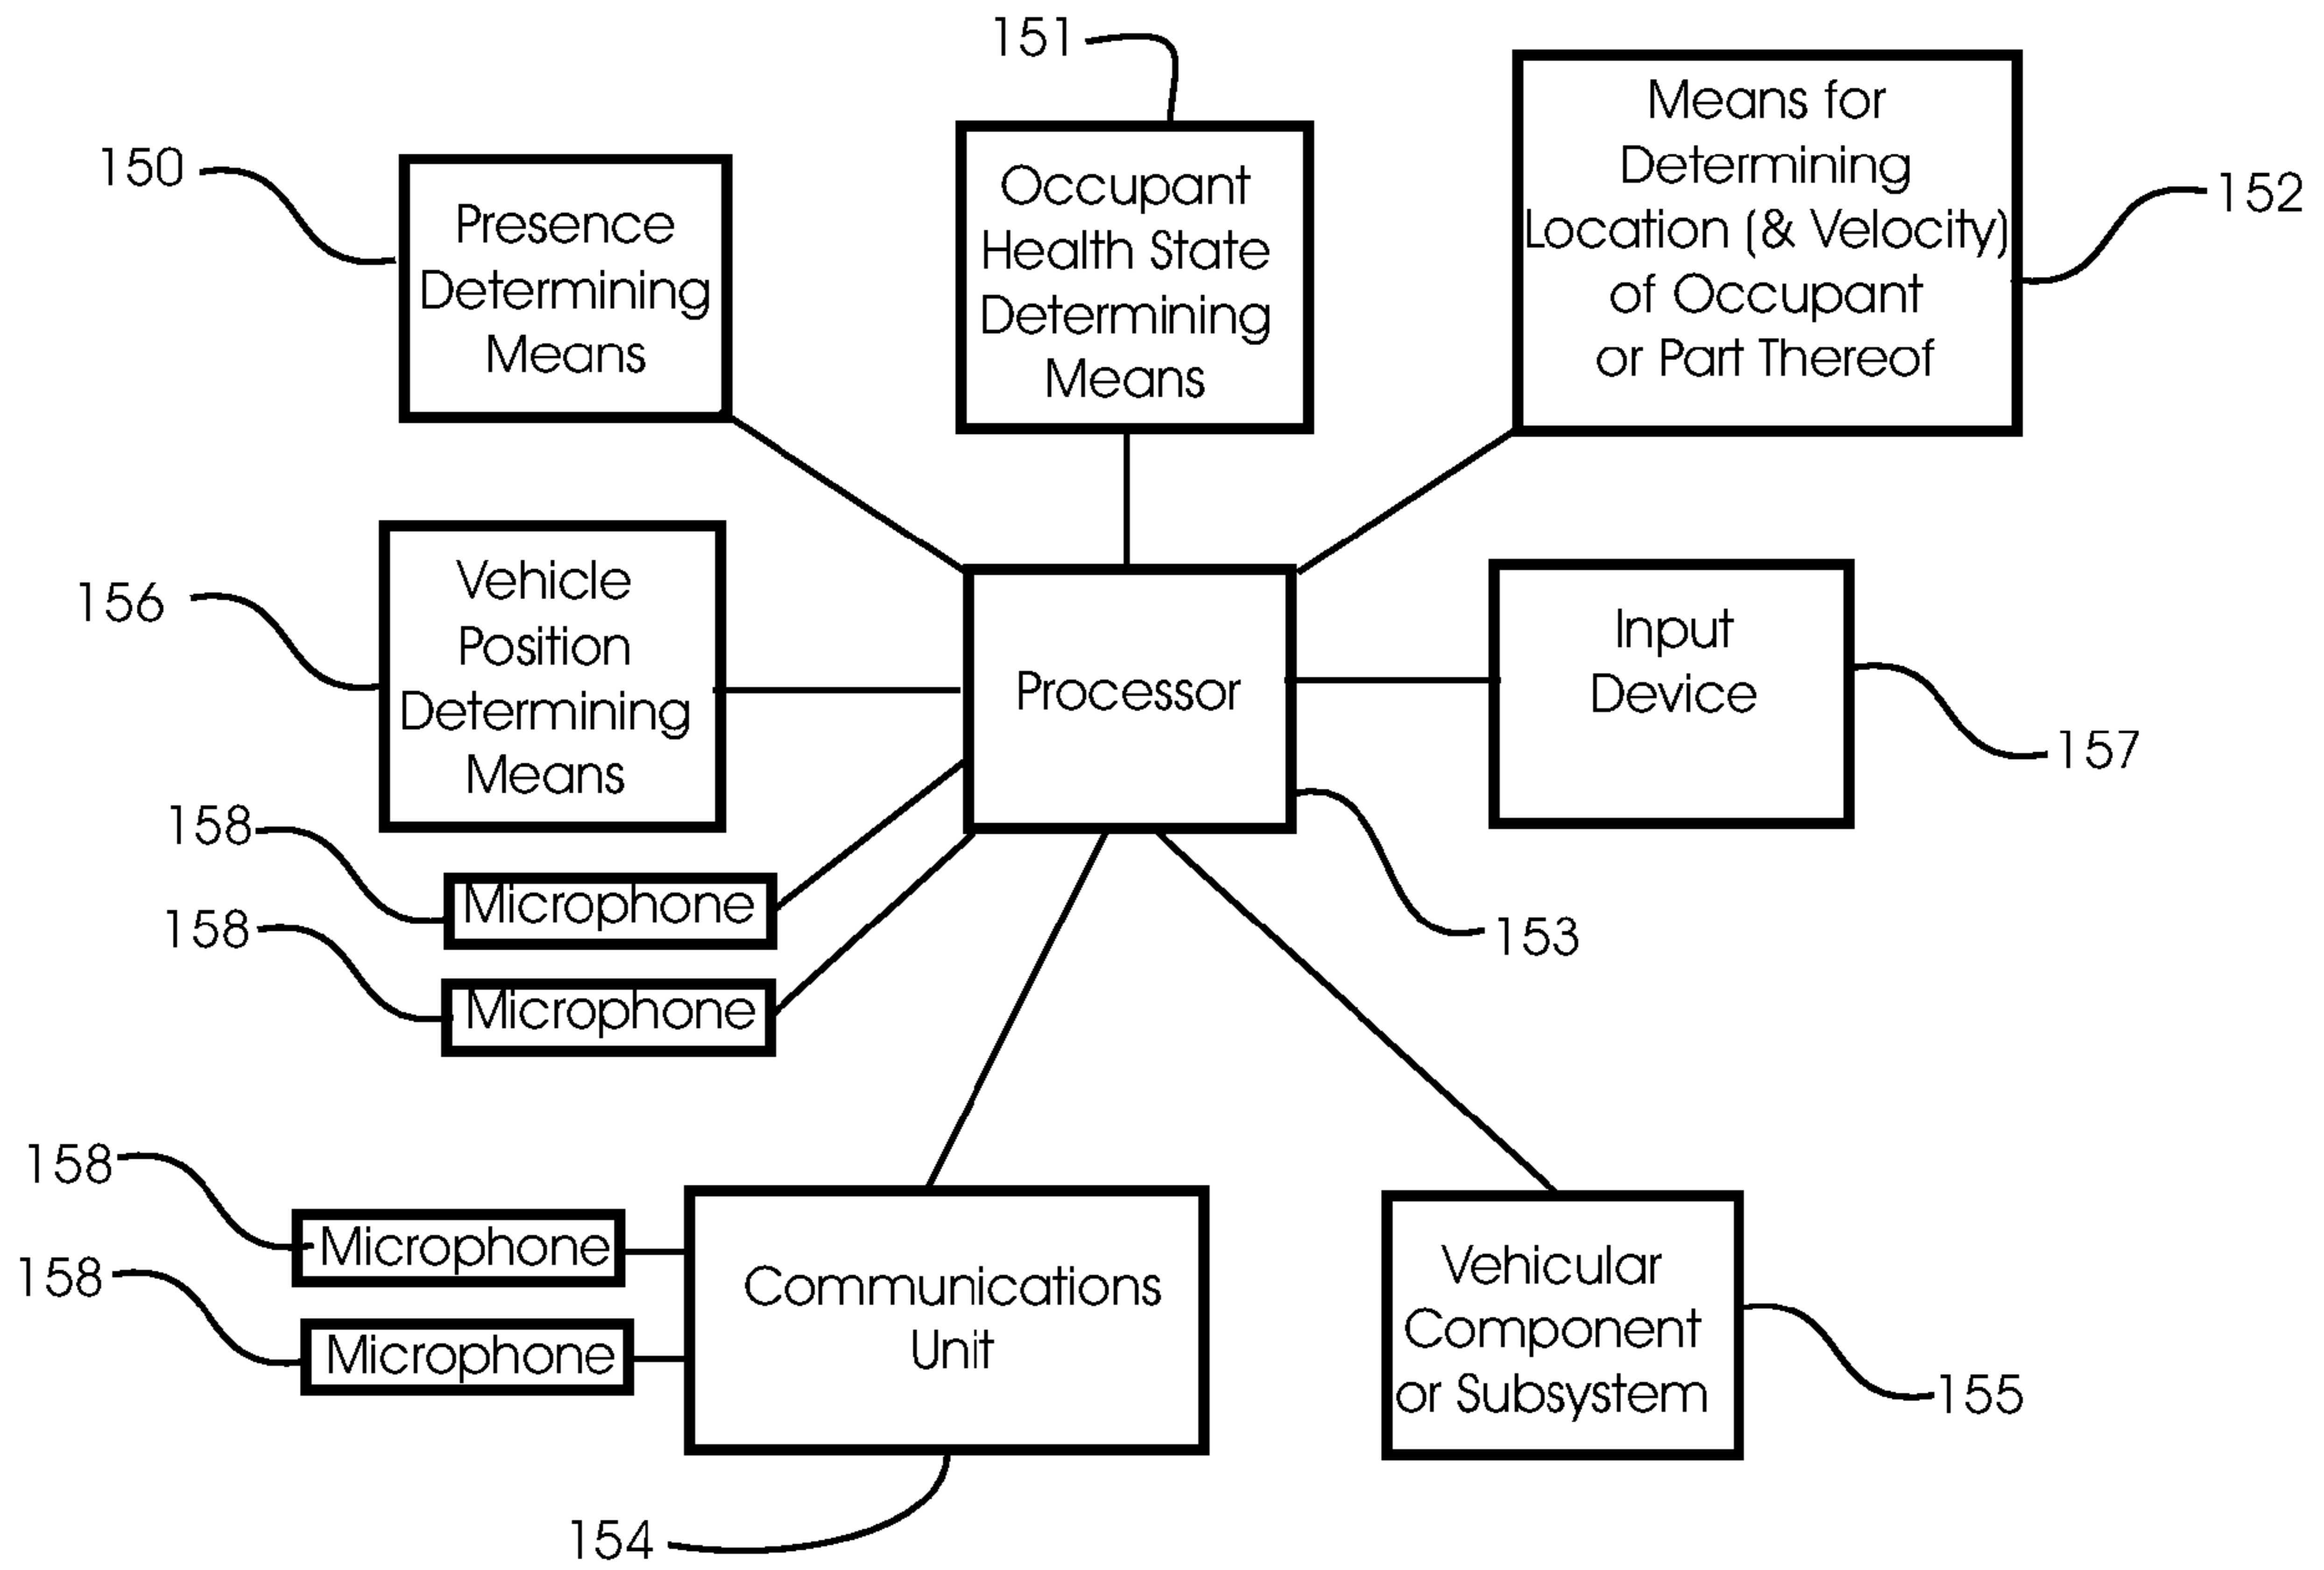 151
150
Presence
Determining
Means
Occupant
Health State
Determining
Means
Means for
Determining
Location (& Velocity)
of Occupant
or Part Thereof
152
156
Vehicle
Position
Determining
Means
Processor
Input
Device
157
153
158
Microphone
158
Microphone
158
Microphone
158
Microphone
Communications
Unit
154
Vehicular
Component
or Subsystem
155